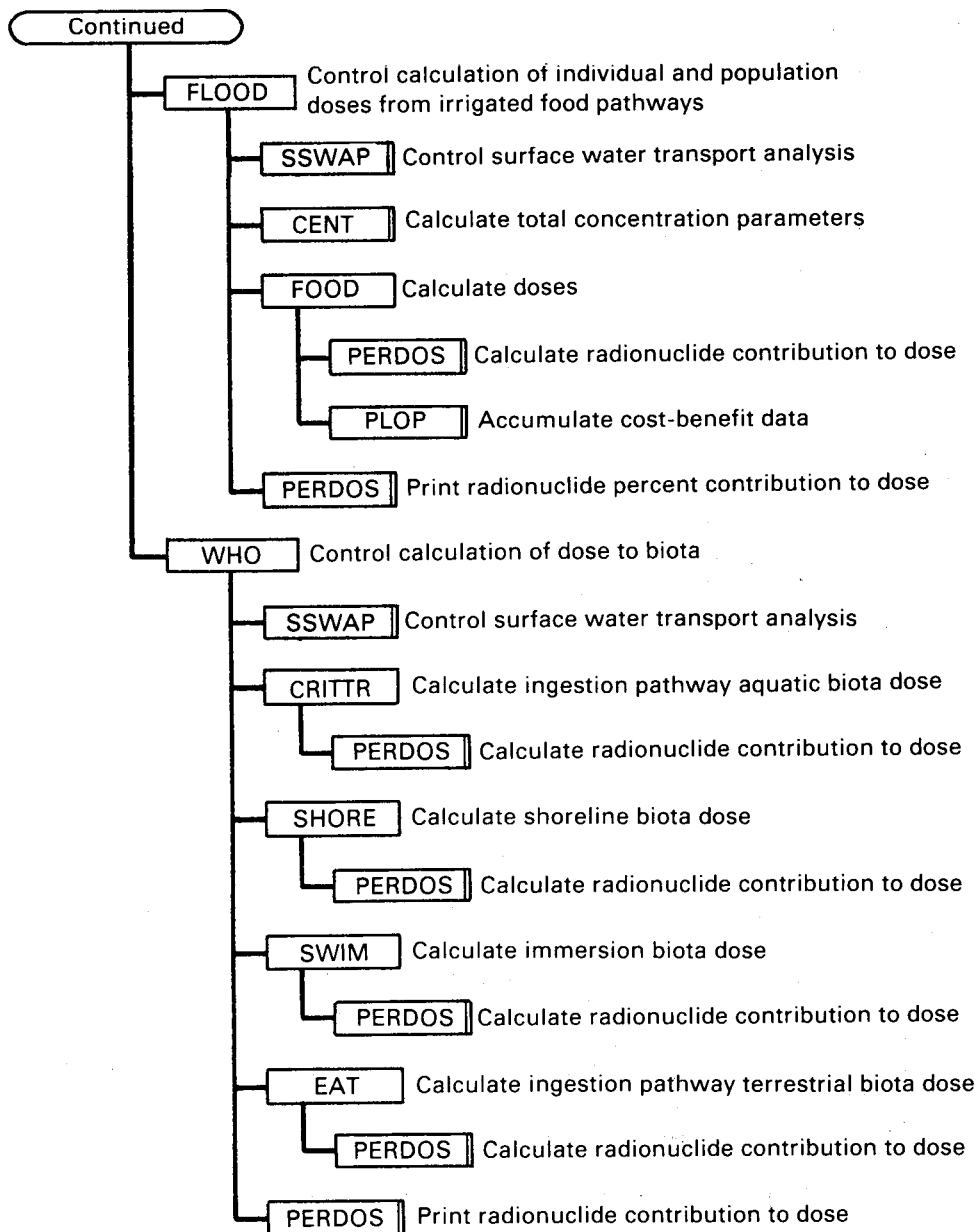 Continued
FLOOD Control calculation of individual and population
doses from irrigated food pathways
SSWAP Control surface water transport analysis
CENT Calculate total concentration parameters
FOOD Calculate doses
PERDOS Calculate radionuclide contribution to dose
PLOP Accumulate cost-benefit data
PERDOS Print radionuclide percent contribution to dose
WHO Control calculation of dose to biota
SSWAP Control surface water transport analysis
CRITTR Calculate ingestion pathway aquatic biota dose
PERDOS Calculate radionuclide contribution to dose
SHORE Calculate shoreline biota dose
PERDOS Calculate radionuclide contribution to dose
SWIM Calculate immersion biota dose
PERDOS Calculate radionuclide contribution to dose
EAT Calculate ingestion pathway terrestrial biota dose
PERDOS Calculate radionuclide contribution to dose
PERDOS Print radionuclide contribution to dose